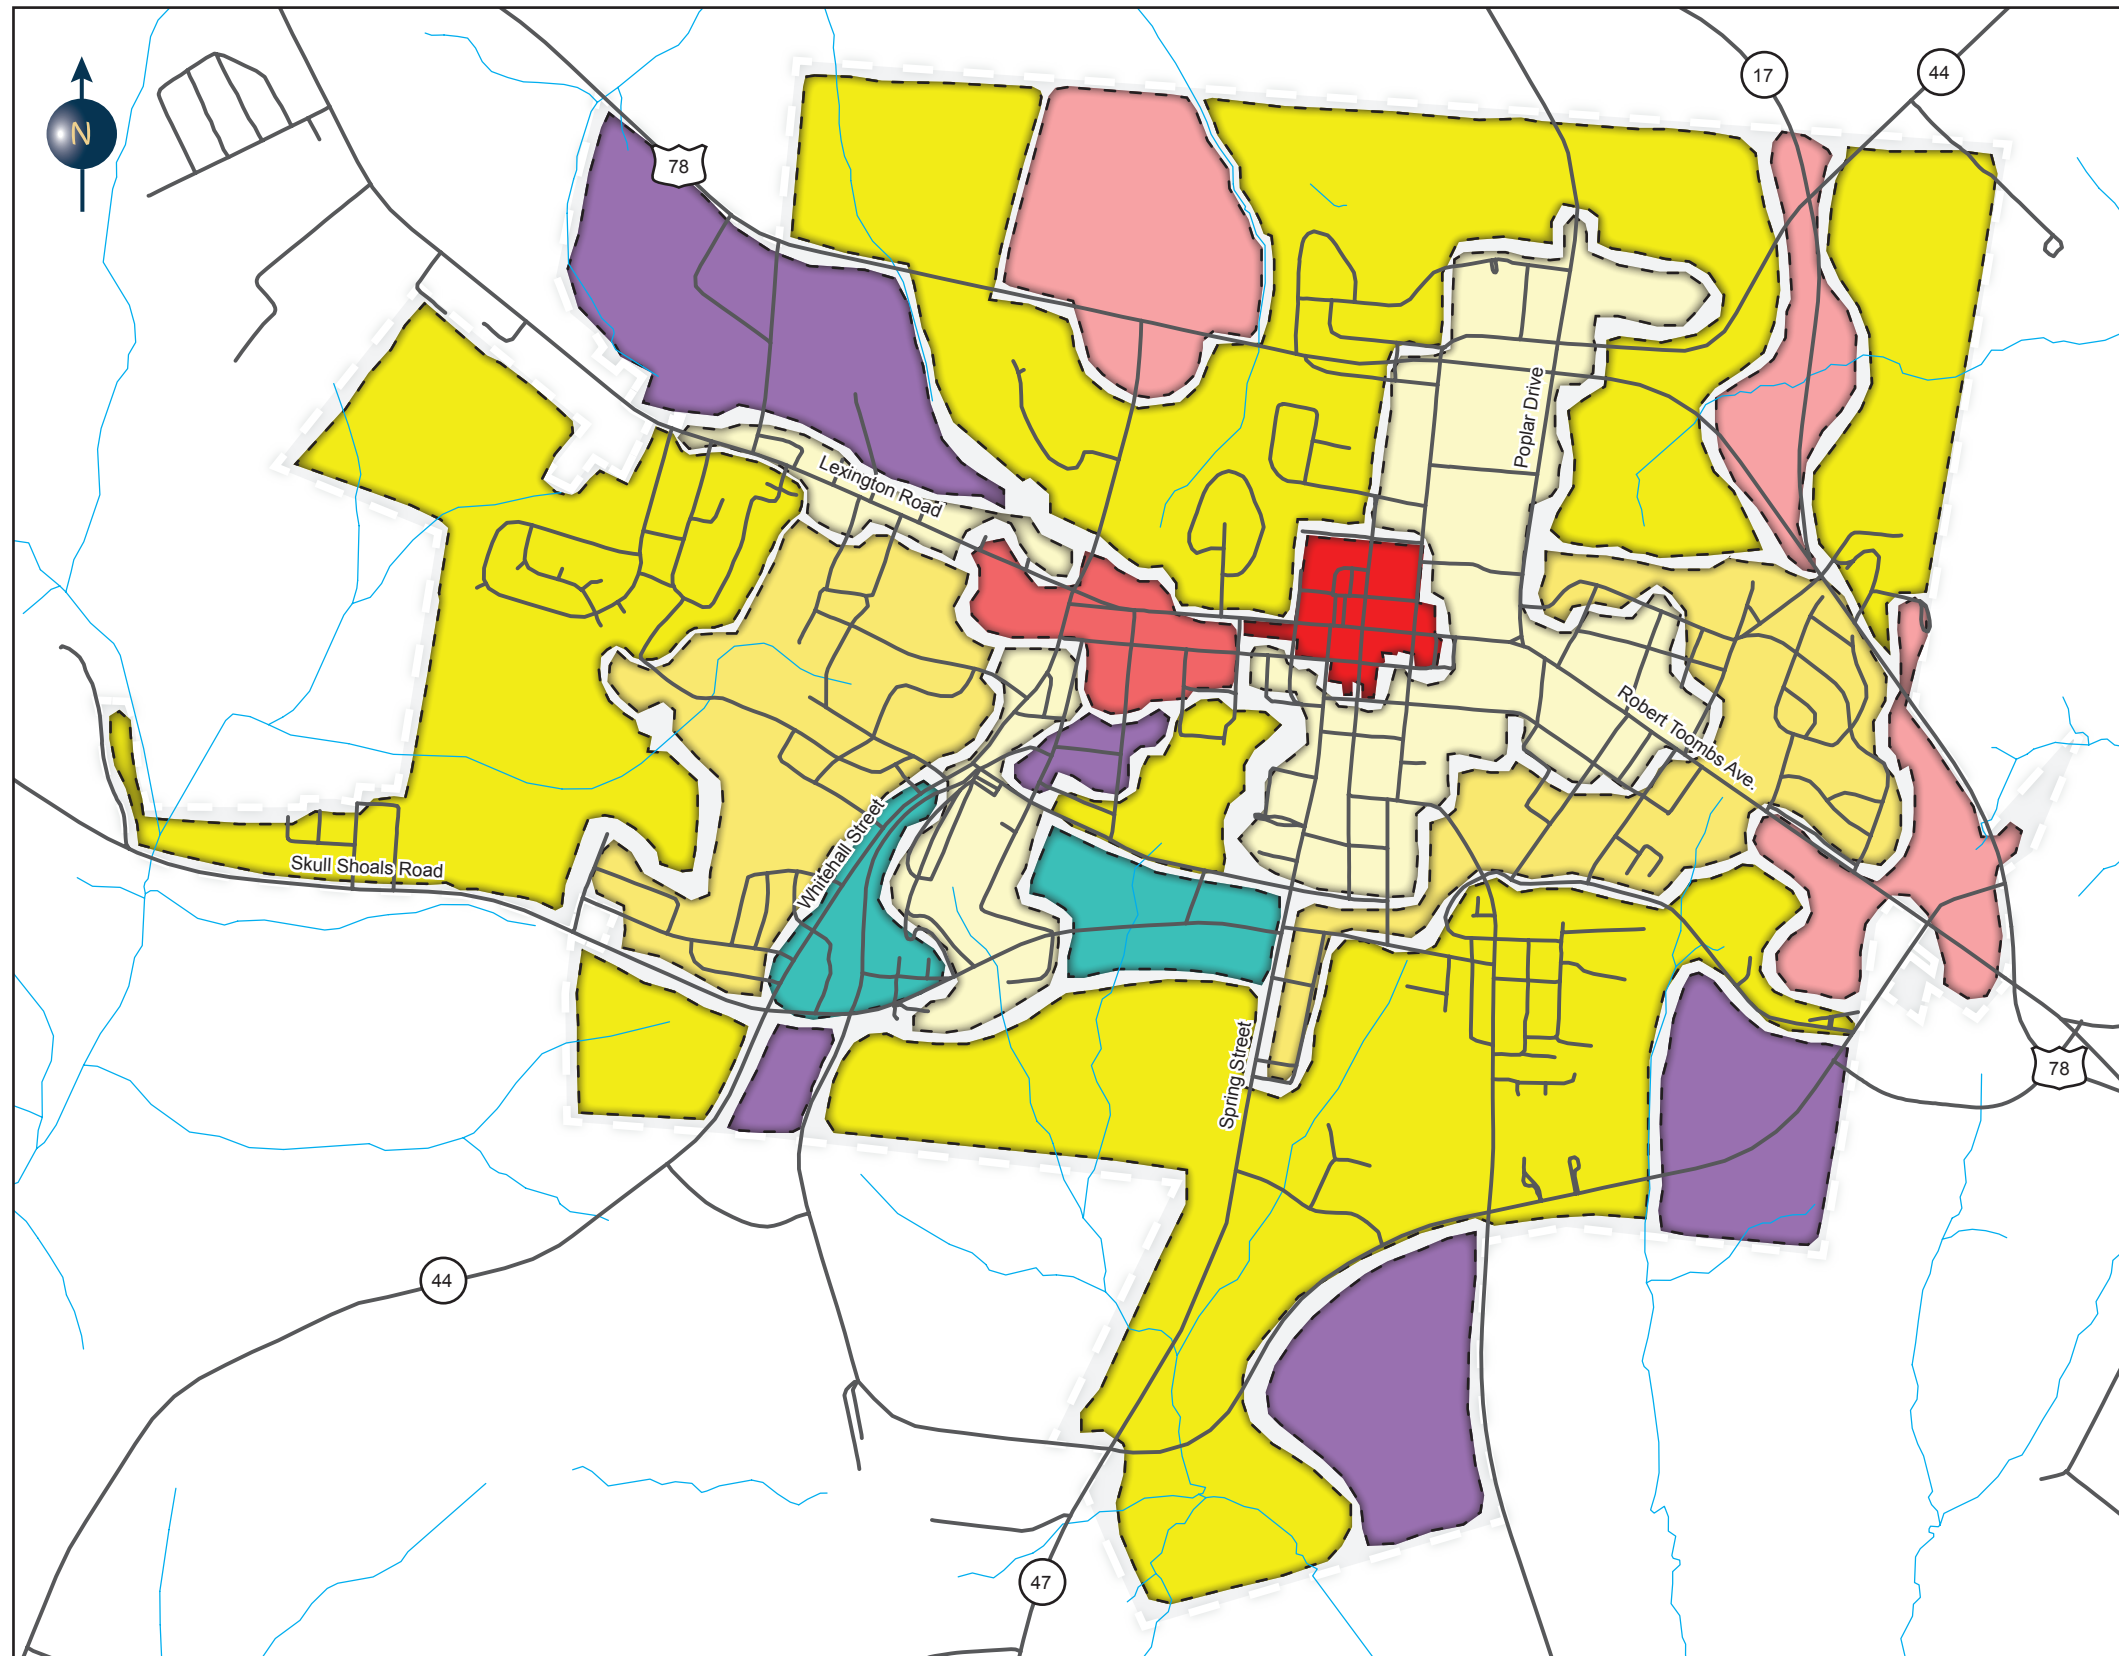 17
44
N
78
Poplar Drive
Lexington Road
Robert Toombs Ave.
Whitehall Street
Skull Shoals Road
Spring Street
78
44
47